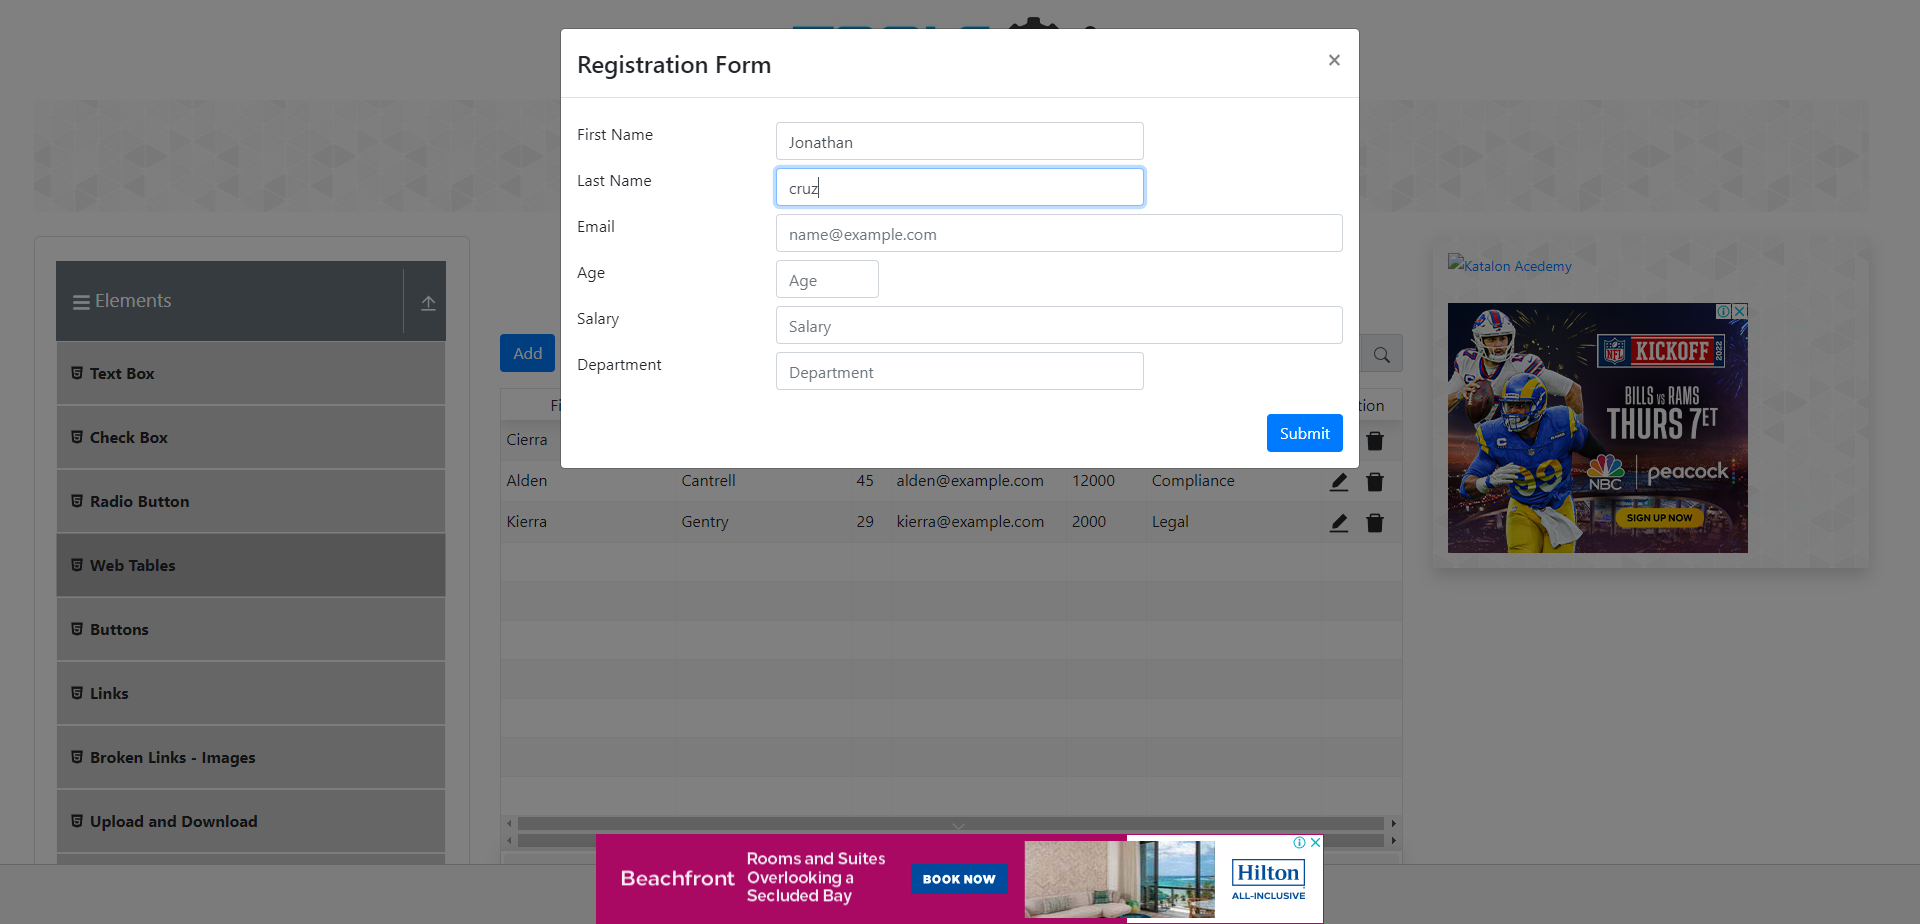 Registration Form
×
First Name
Jonathan
Last Name
cruz
Email
name@example.com
Age
Age
Salary
Salary
Department
Department
Submit
Elements
Text Box
Check Box
Radio Button
Web Tables
Buttons
Links
Broken Links - Images
Upload and Download
Add
Fi
tion
Cierra
Alden Cantrell 45 alden@example.com 12000 Compliance
Kierra Gentry 29 kierra@example.com 2000 Legal
Katalon Acedemy
NFL KICKOFF 2022
BILLS VS RAMS
THURS 7ET
NBC peacock
SIGN UP NOW
Beachfront
Rooms and Suites
Overlooking a
Secluded Bay
BOOK NOW
Hilton
ALL-INCLUSIVE